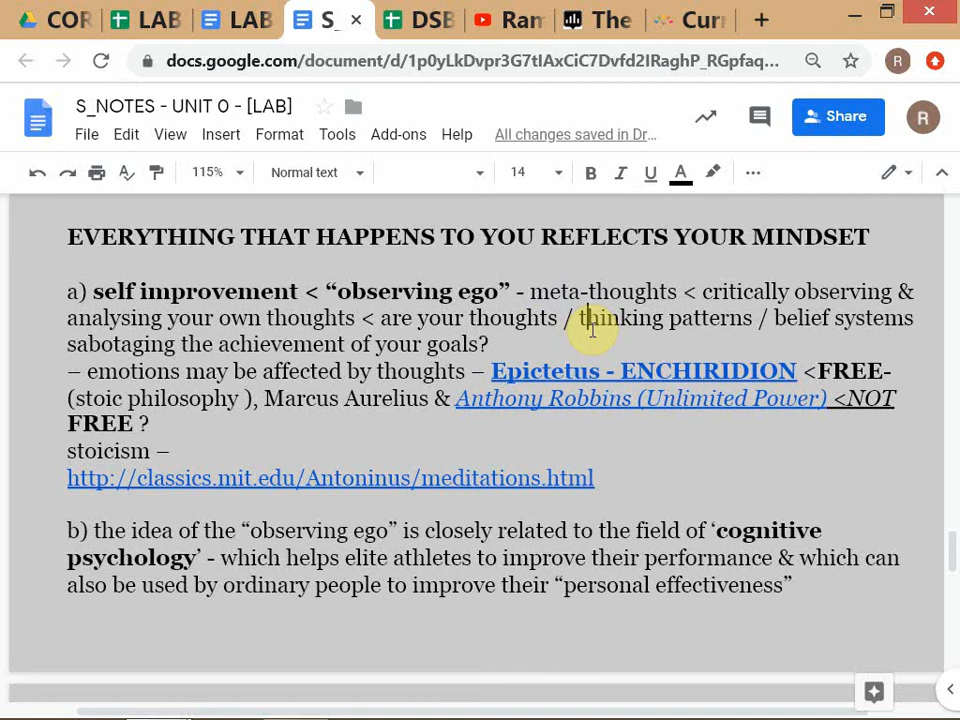 COR
LAB
LAB
S_
DSB
Ram
The
Curr
docs.google.com/document/d/1p0yLkDvpr3G7tIAxCiC7Dvfd2IRaghP_RGpfaq...
R
S_NOTES - UNIT 0 - [LAB]
File Edit View Insert Format Tools Add-ons Help All changes saved in Dr...
Share
R
115% Normal text 14 B I U A
EVERYTHING THAT HAPPENS TO YOU REFLECTS YOUR MINDSET
a) self improvement < “observing ego” - meta-thoughts < critically observing &
analysing your own thoughts < are your thoughts / thinking patterns / belief systems
sabotaging the achievement of your goals?
– emotions may be affected by thoughts – Epictetus - ENCHIRIDION <FREE-
(stoic philosophy ), Marcus Aurelius & Anthony Robbins (Unlimited Power) <NOT
FREE ?
stoicism –
http://classics.mit.edu/Antoninus/meditations.html
b) the idea of the “observing ego” is closely related to the field of ‘cognitive
psychology’ - which helps elite athletes to improve their performance & which can
also be used by ordinary people to improve their “personal effectiveness”